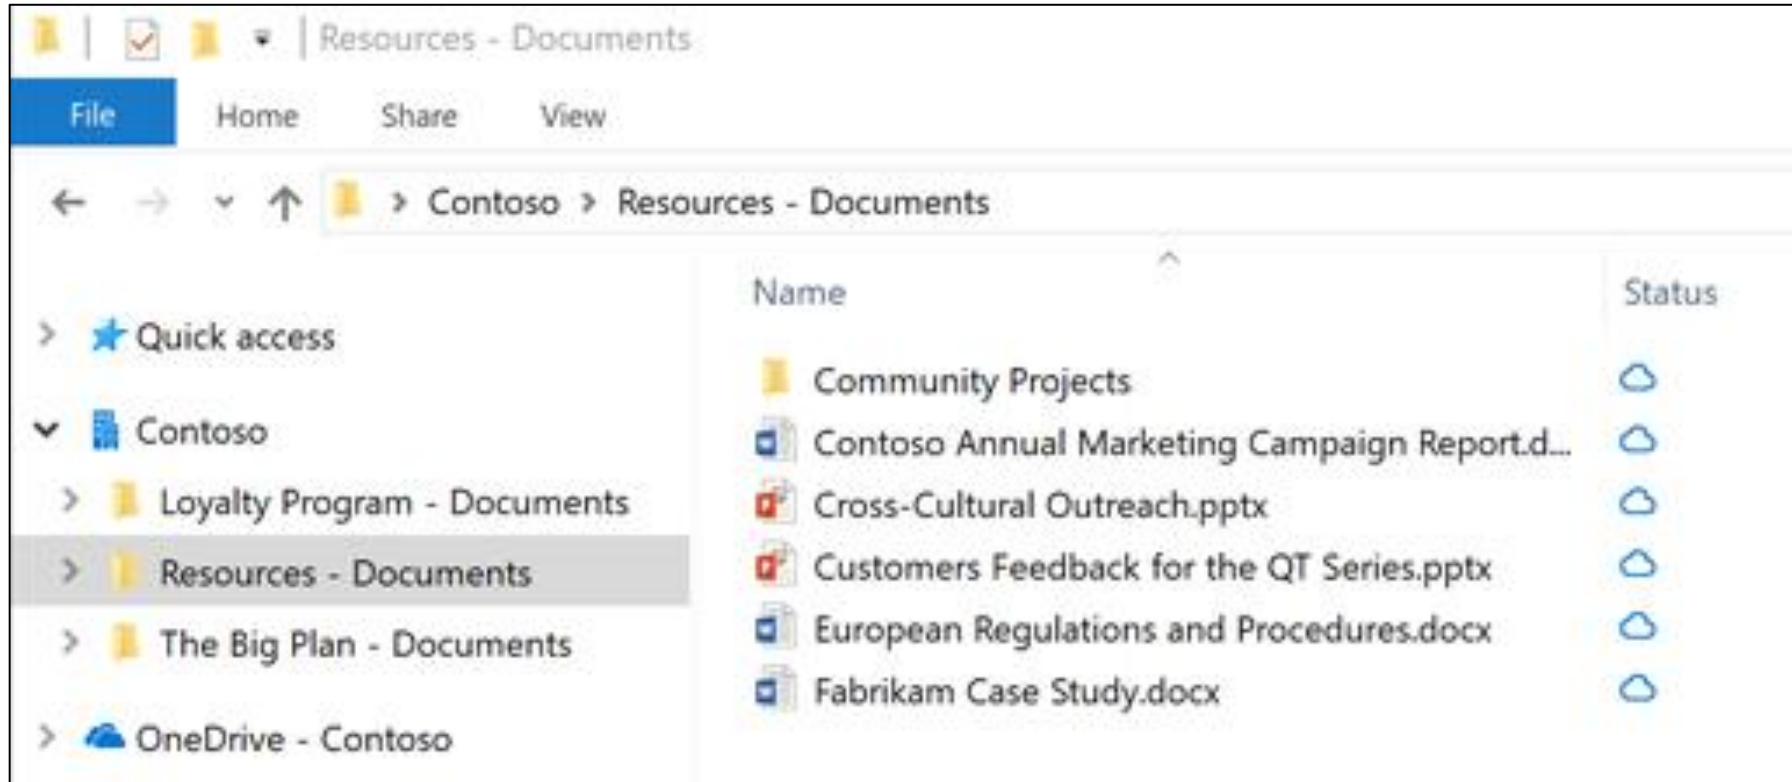 Resources - Documents
File Home Share View
Contoso > Resources - Documents
Name Status
Quick access
Contoso
Loyalty Program - Documents
Resources - Documents
The Big Plan - Documents
OneDrive - Contoso
Community Projects
Contoso Annual Marketing Campaign Report.d...
Cross-Cultural Outreach.pptx
Customers Feedback for the QT Series.pptx
European Regulations and Procedures.docx
Fabrikam Case Study.docx